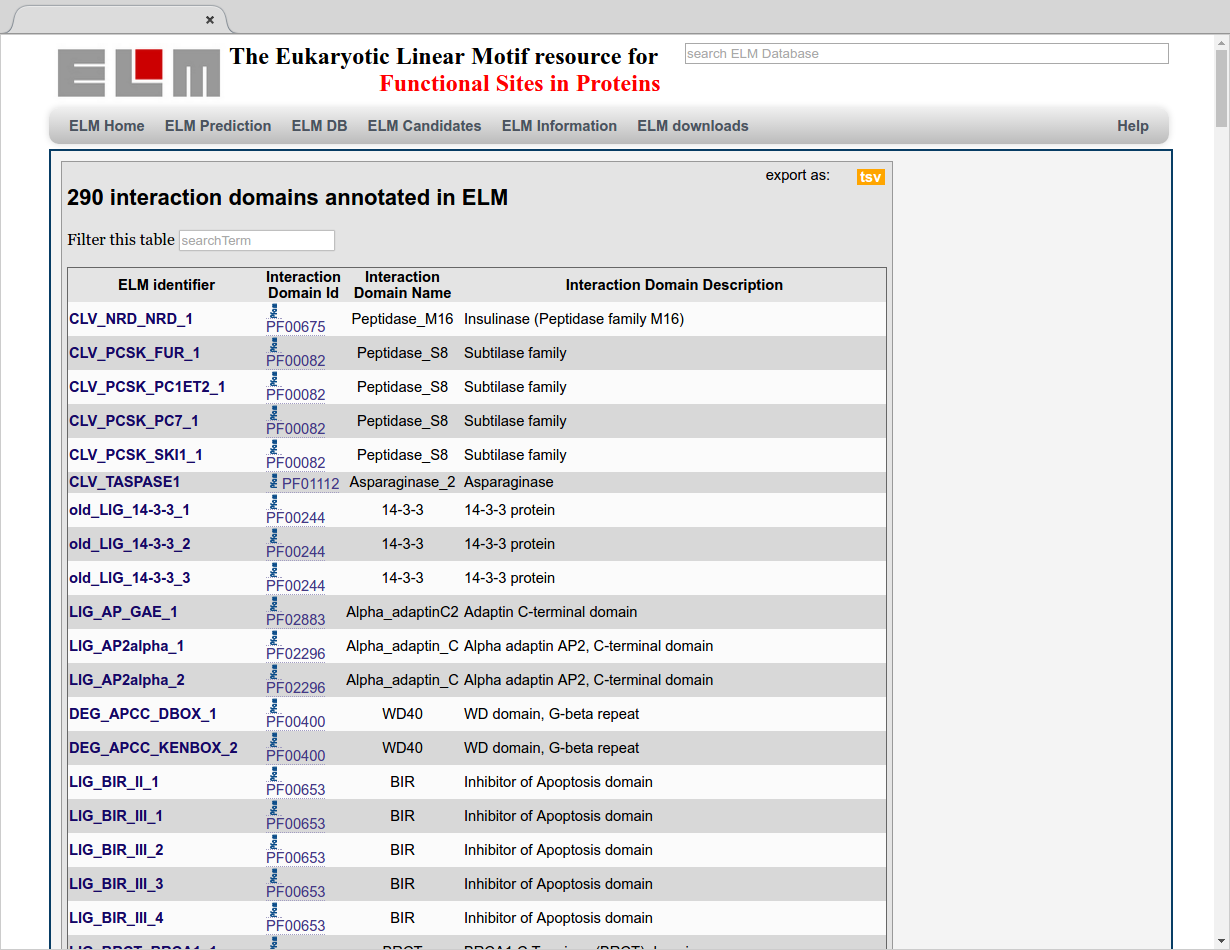 ELM
The Eukaryotic Linear Motif resource for
Functional Sites in Proteins
search ELM Database
ELM Home ELM Prediction ELM DB ELM Candidates ELM Information ELM downloads Help
export as: tsv
290 interaction domains annotated in ELM
Filter this table searchTerm
ELM identifier Interaction Domain Id Interaction Domain Name Interaction Domain Description
CLV_NRD_NRD_1 PF00675 Peptidase_M16 Insulinase (Peptidase family M16)
CLV_PCSK_FUR_1 PF00082 Peptidase_S8 Subtilase family
CLV_PCSK_PC1ET2_1 PF00082 Peptidase_S8 Subtilase family
CLV_PCSK_PC7_1 PF00082 Peptidase_S8 Subtilase family
CLV_PCSK_SKI1_1 PF00082 Peptidase_S8 Subtilase family
CLV_TASPASE1 PF01112 Asparaginase_2 Asparaginase
old_LIG_14-3-3_1 PF00244 14-3-3 14-3-3 protein
old_LIG_14-3-3_2 PF00244 14-3-3 14-3-3 protein
old_LIG_14-3-3_3 PF00244 14-3-3 14-3-3 protein
LIG_AP_GAE_1 PF02883 Alpha_adaptinC2 Adaptin C-terminal domain
LIG_AP2alpha_1 PF02296 Alpha_adaptin_C Alpha adaptin AP2, C-terminal domain
LIG_AP2alpha_2 PF02296 Alpha_adaptin_C Alpha adaptin AP2, C-terminal domain
DEG_APCC_DBOX_1 PF00400 WD40 WD domain, G-beta repeat
DEG_APCC_KENBOX_2 PF00400 WD40 WD domain, G-beta repeat
LIG_BIR_II_1 PF00653 BIR Inhibitor of Apoptosis domain
LIG_BIR_III_1 PF00653 BIR Inhibitor of Apoptosis domain
LIG_BIR_III_2 PF00653 BIR Inhibitor of Apoptosis domain
LIG_BIR_III_3 PF00653 BIR Inhibitor of Apoptosis domain
LIG_BIR_III_4 PF00653 BIR Inhibitor of Apoptosis domain